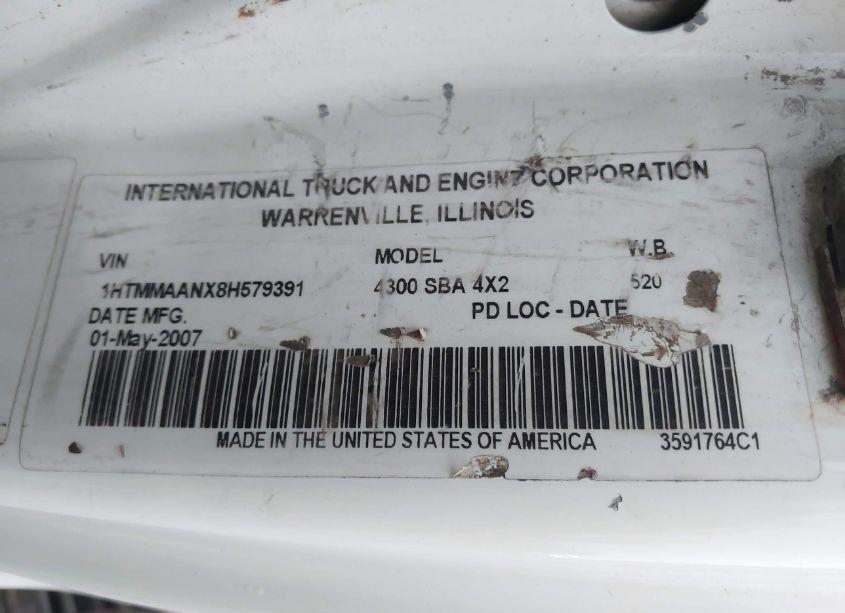 INTERNATIONAL TRUCK AND ENGINE CORPORATION
WARRENVILLE, ILLINOIS
VIN MODEL W.B.
1HTMMAANX8H579391 4300 SBA 4X2 520
DATE MFG. PD LOC - DATE
01-May-2007
MADE IN THE UNITED STATES OF AMERICA 3591764C1